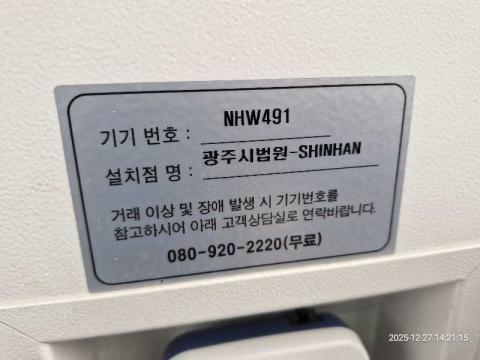 기기 번호 : NHW491
설치점 명 : 광주시법원-SHINHAN
거래 이상 및 장애 발생 시 기기번호를
참고하시어 아래 고객상담실로 연락바랍니다.
080-920-2220(무료)
2025-12-27 14:21:15